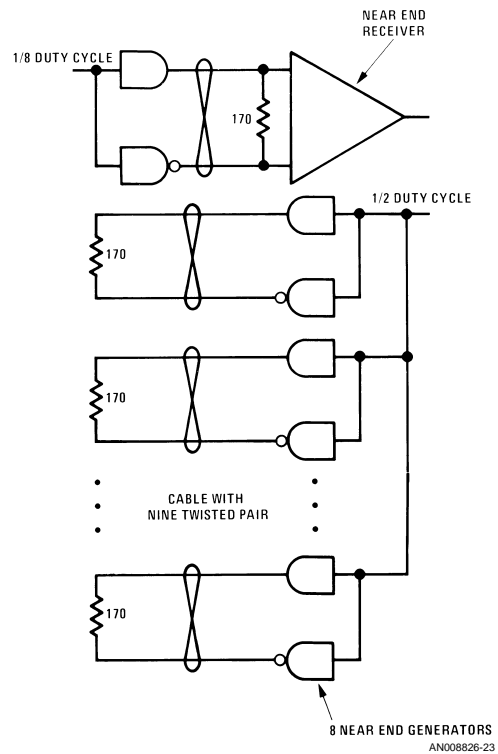 NEAR END
RECEIVER
1/8 DUTY CYCLE
170
1/2 DUTY CYCLE
170
170
CABLE WITH
NINE TWISTED PAIR
170
8 NEAR END GENERATORS
AN008826-23